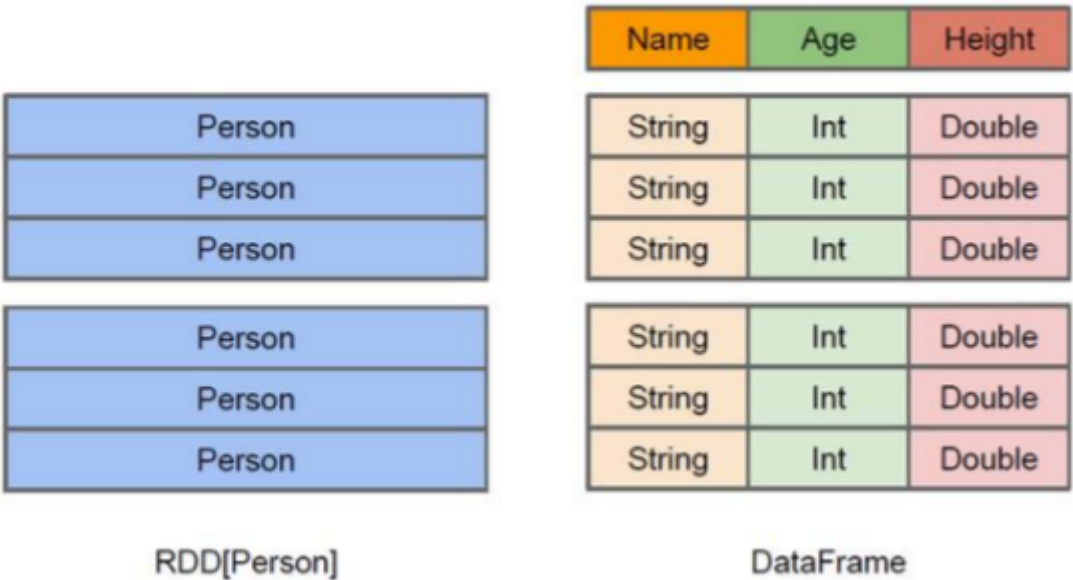 Name Age Height
Person String Int Double
Person String Int Double
Person String Int Double
Person String Int Double
Person String Int Double
Person String Int Double
RDD[Person] DataFrame